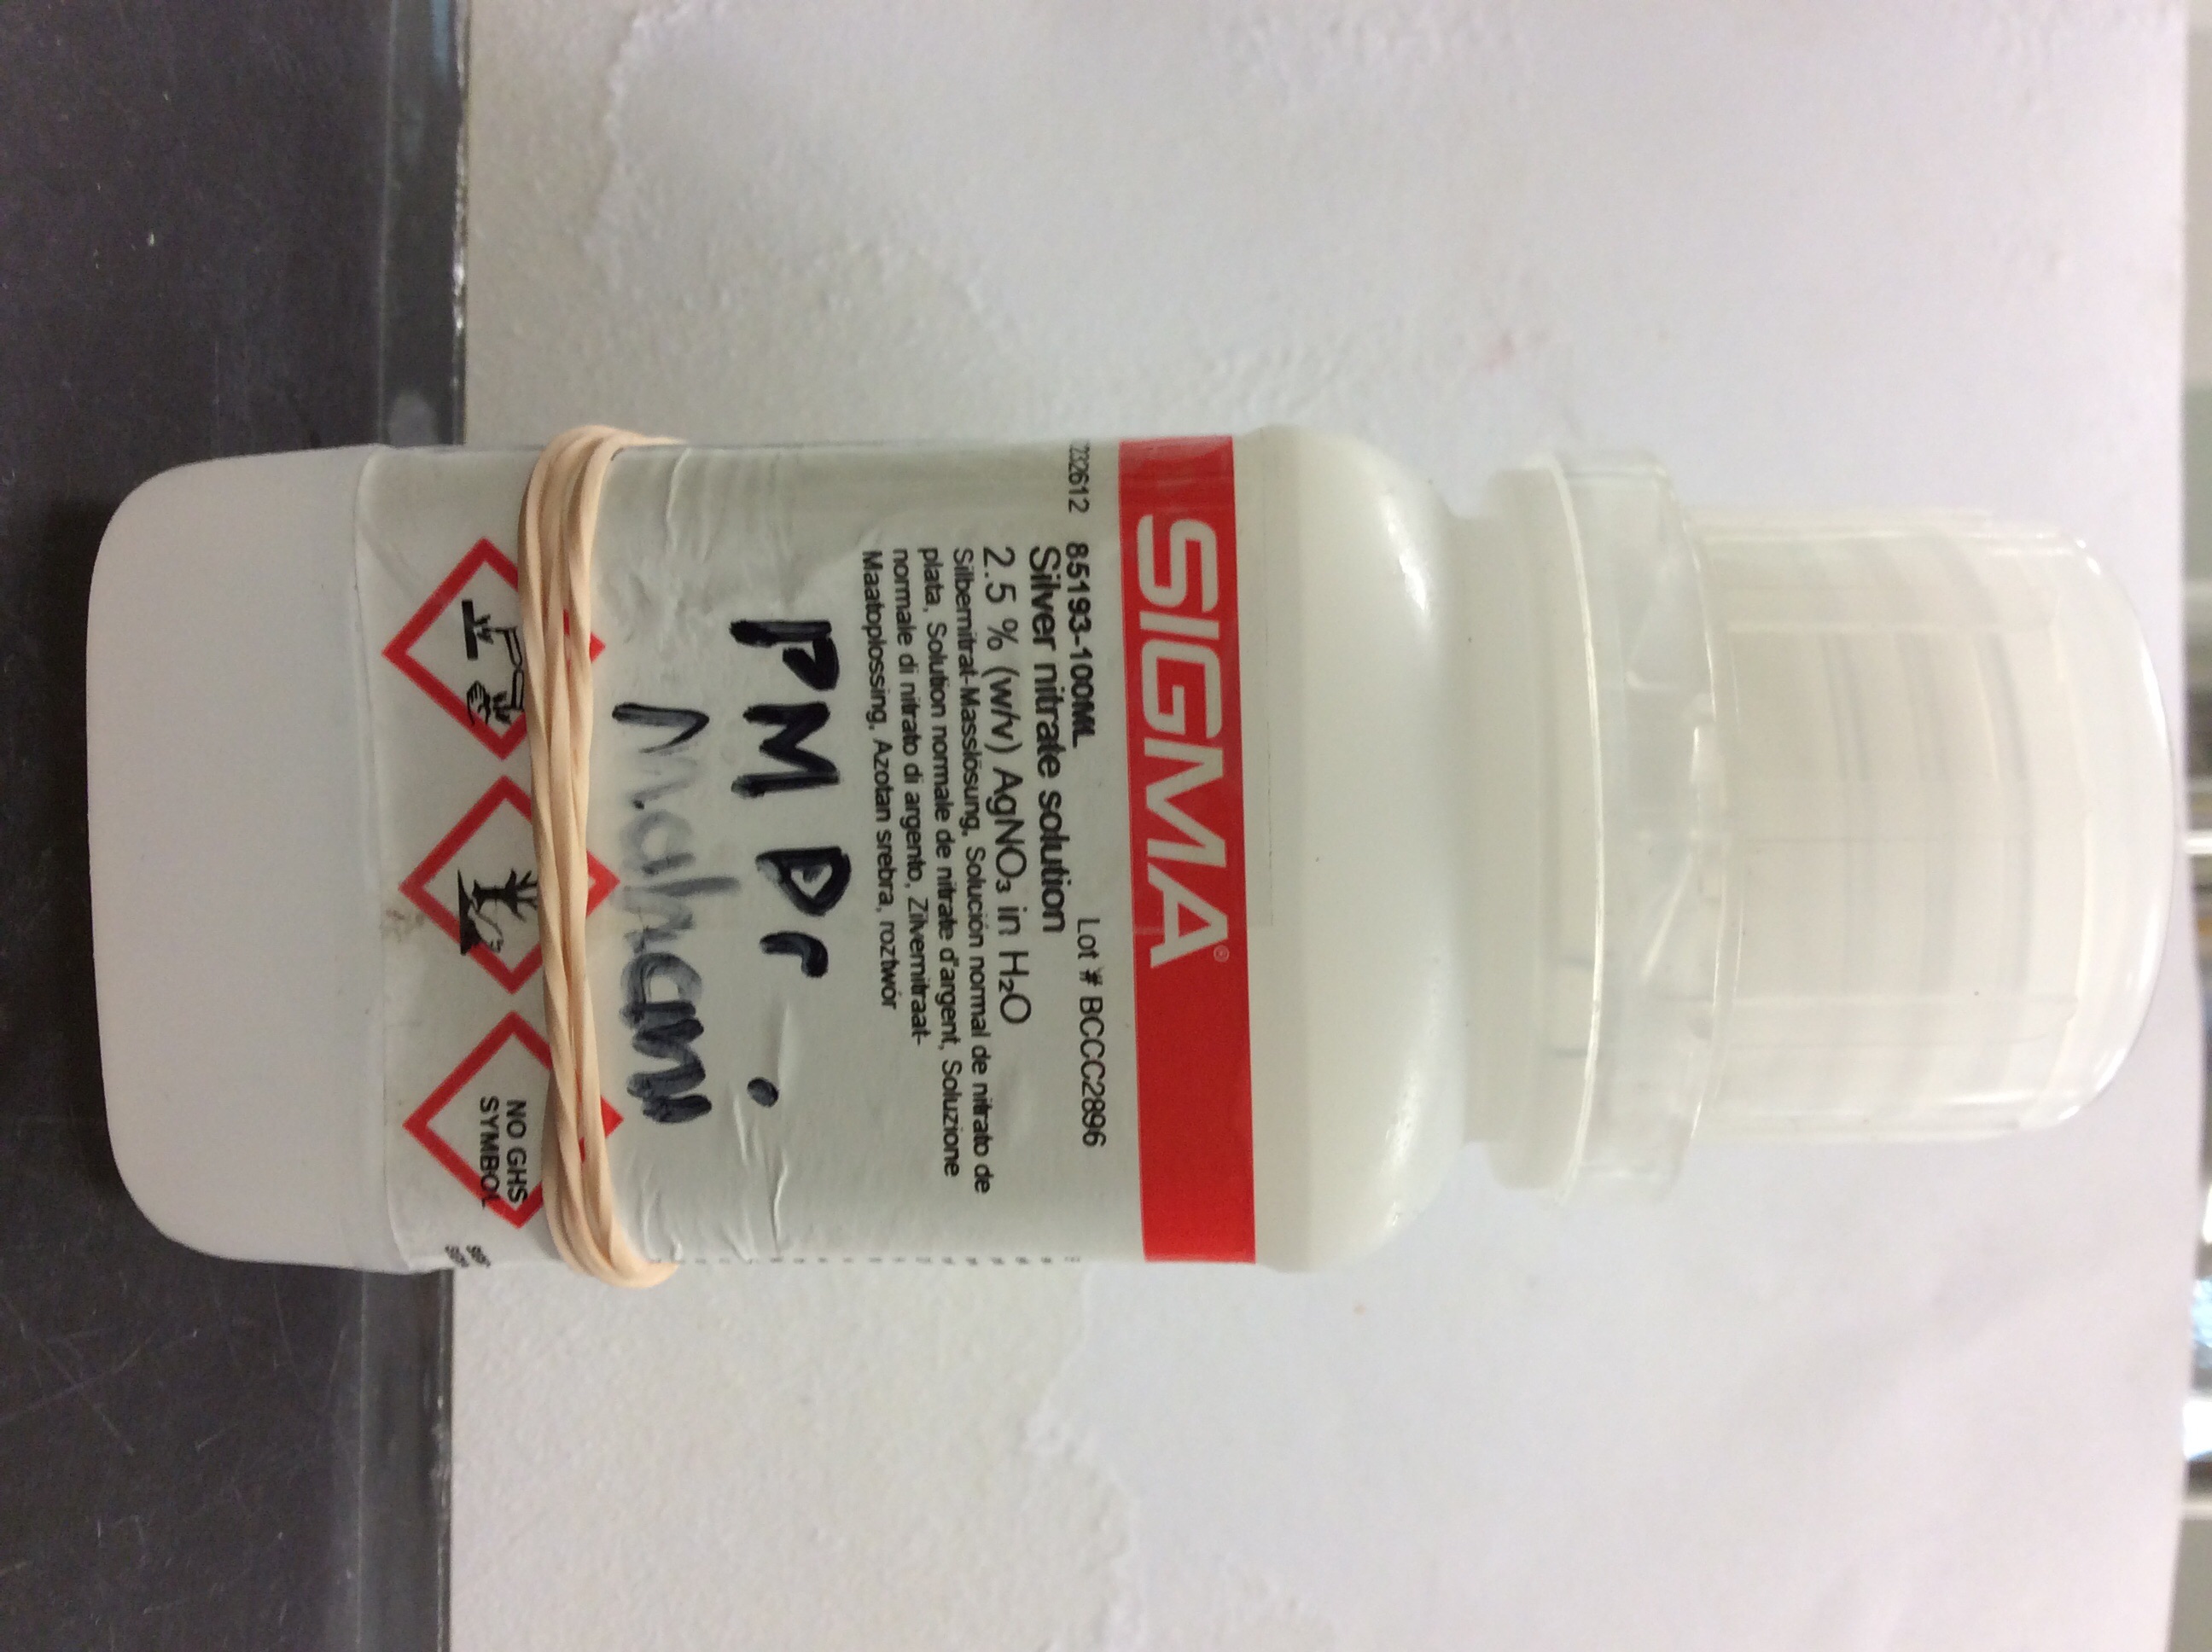 SIGMA®
232612 85193-100ML Lot # BCCC2896
Silver nitrate solution
2.5 % (w/v) AgNO₃ in H₂O
Silbernitrat-Masslösung, Solución normal de nitrato de
plata, Solution normale de nitrate d'argent, Soluzione
normale di nitrato di argento, Zilvernitraat-
Maatoplossing, Azotan srebra, roztwór
PM Dr.
NO GHS
SYMBOL